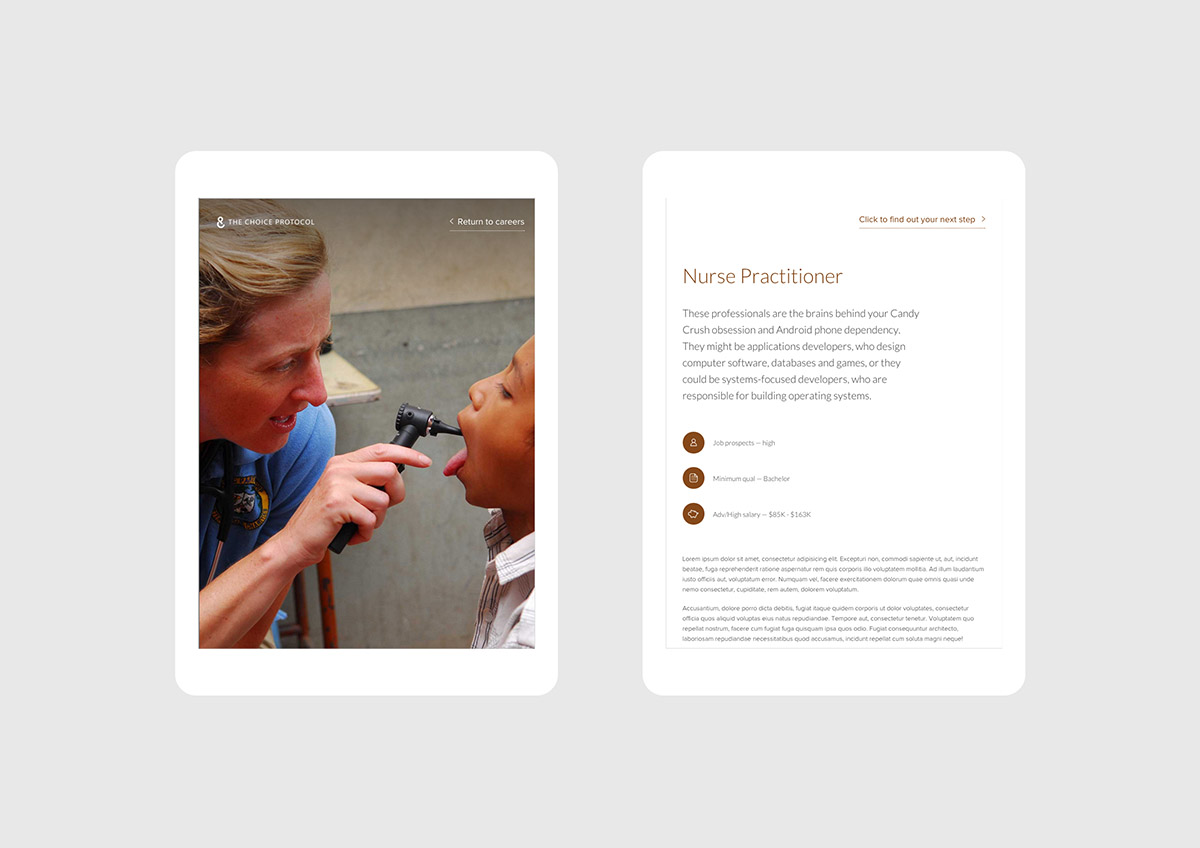 & THE CHOICE PROTOCOL
< Return to careers
Click to find out your next step >
Nurse Practitioner
These professionals are the brains behind your Candy
Crush obsession and Android phone dependency.
They might be applications developers, who design
computer software, databases and games, or they
could be systems-focused developers, who are
responsible for building operating systems.
Job prospects — high
Minimum qual — Bachelor
Adv/High salary — $85K - $163K
Lorem ipsum dolor sit amet, consectetur adipisicing elit. Excepturi non, commodi sapiente ut, aut, incidunt
beatae, fuga reprehenderit ratione aspernatur rem quis corporis illo voluptatem mollitia. Ad illum laudantium
iusto officiis aut, voluptatum error. Numquam vel, facere exercitationem dolorum quae omnis quasi unde
nemo consectetur, cupiditate, rem autem, dolorem voluptatum.
Accusantium, dolore porro dicta debitis, fugiat itaque quidem corporis ut dolor voluptates, consectetur
officia quos aliquid voluptas eius natus repudiandae. Tempore aut, consectetur tenetur. Voluptatem quo
repellat nostrum, facere cum fugiat fuga quisquam ipsa quos odio. Fugiat consequuntur architecto,
laboriosam repudiandae necessitatibus quod accusamus, incidunt repellat cum soluta magni neque!